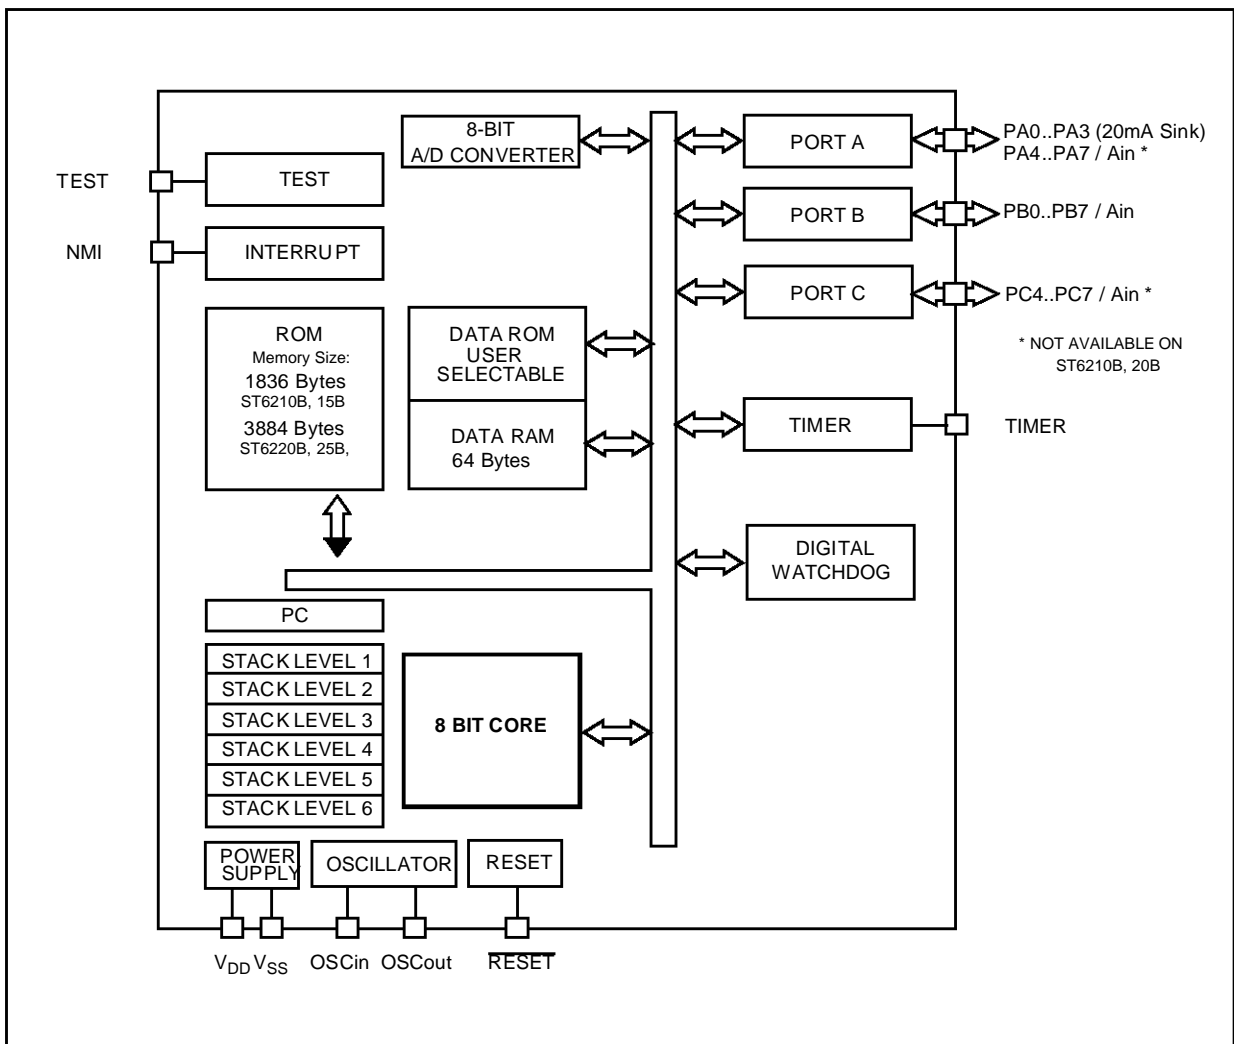 8-BIT
A/D CONVERTER
PORT A
PA0..PA3 (20mA Sink)
PA4..PA7 / Ain *
TEST
TEST
PORT B
PB0..PB7 / Ain
NMI
INTERRUPT
PORT C
PC4..PC7 / Ain *
* NOT AVAILABLE ON
ST6210B, 20B
ROM
Memory Size:
1836 Bytes
ST6210B, 15B
3884 Bytes
ST6220B, 25B,
DATA ROM
USER
SELECTABLE
DATA RAM
64 Bytes
TIMER
TIMER
DIGITAL
WATCHDOG
PC
STACK LEVEL 1
STACK LEVEL 2
STACK LEVEL 3
STACK LEVEL 4
STACK LEVEL 5
STACK LEVEL 6
8 BIT CORE
POWER
SUPPLY
OSCILLATOR
RESET
VDD VSS OSCin OSCout RESET